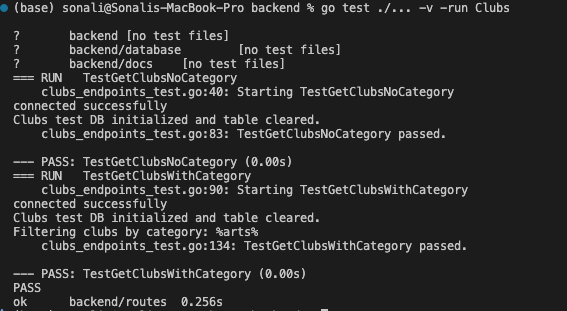 (base) sonali@Sonalis-MacBook-Pro backend % go test ./... -v -run Clubs
?       backend [no test files]
?       backend/database        [no test files]
?       backend/docs    [no test files]
=== RUN   TestGetClubsNoCategory
    clubs_endpoints_test.go:40: Starting TestGetClubsNoCategory
connected successfully
Clubs test DB initialized and table cleared.
    clubs_endpoints_test.go:83: TestGetClubsNoCategory passed.
--- PASS: TestGetClubsNoCategory (0.00s)
=== RUN   TestGetClubsWithCategory
    clubs_endpoints_test.go:90: Starting TestGetClubsWithCategory
connected successfully
Clubs test DB initialized and table cleared.
Filtering clubs by category: %arts%
    clubs_endpoints_test.go:134: TestGetClubsWithCategory passed.
--- PASS: TestGetClubsWithCategory (0.00s)
PASS
ok      backend/routes  0.256s